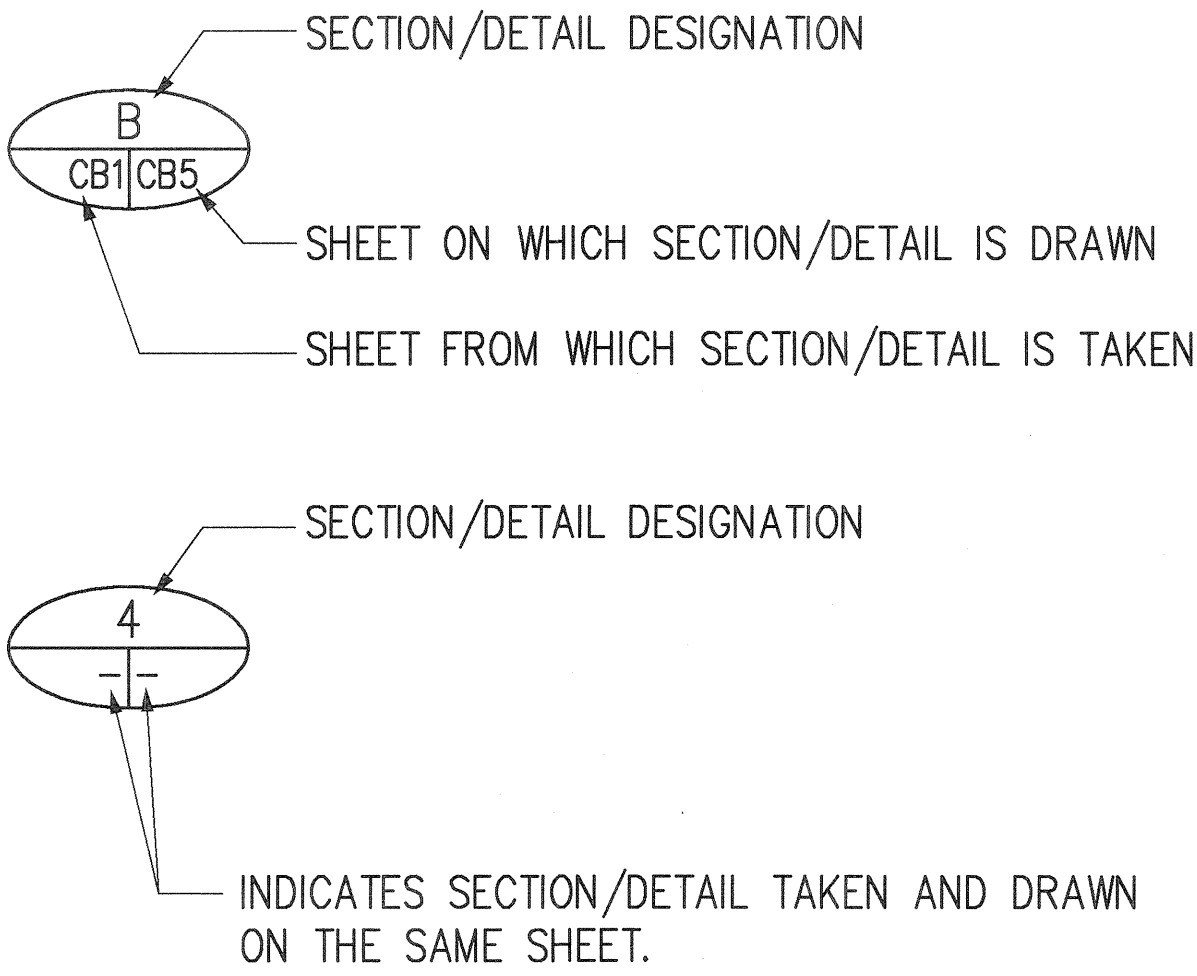 SECTION/DETAIL DESIGNATION
B
CB1 CB5
SHEET ON WHICH SECTION/DETAIL IS DRAWN
SHEET FROM WHICH SECTION/DETAIL IS TAKEN
SECTION/DETAIL DESIGNATION
4
- -
INDICATES SECTION/DETAIL TAKEN AND DRAWN
ON THE SAME SHEET.